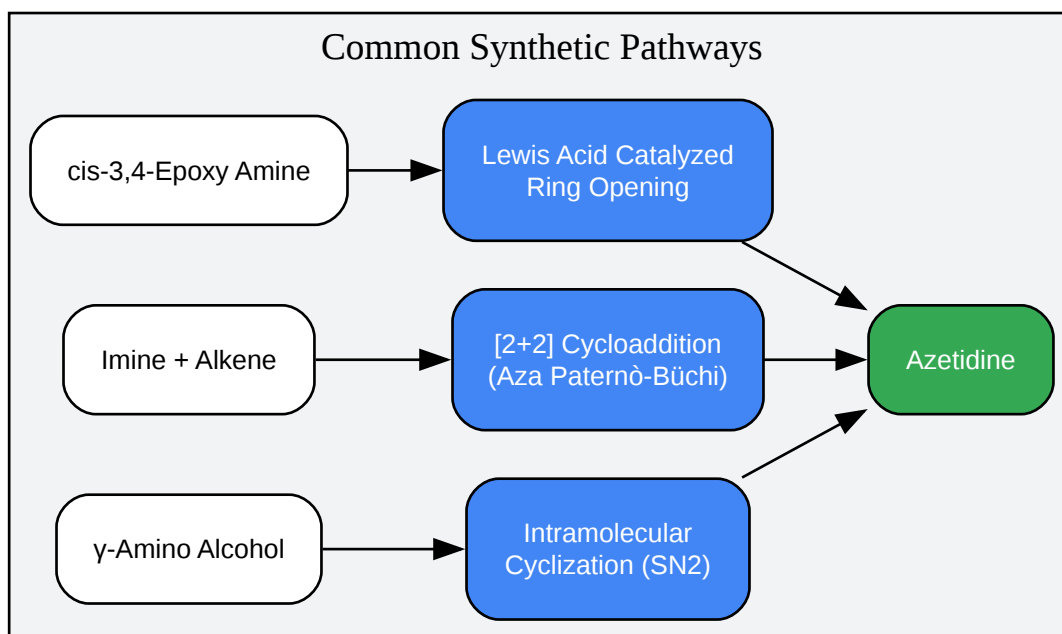 Common Synthetic Pathways
cis-3,4-Epoxy Amine
Lewis Acid Catalyzed
Ring Opening
Imine + Alkene
[2+2] Cycloaddition
(Aza Paternò-Büchi)
Azetidine
γ-Amino Alcohol
Intramolecular
Cyclization (SN2)